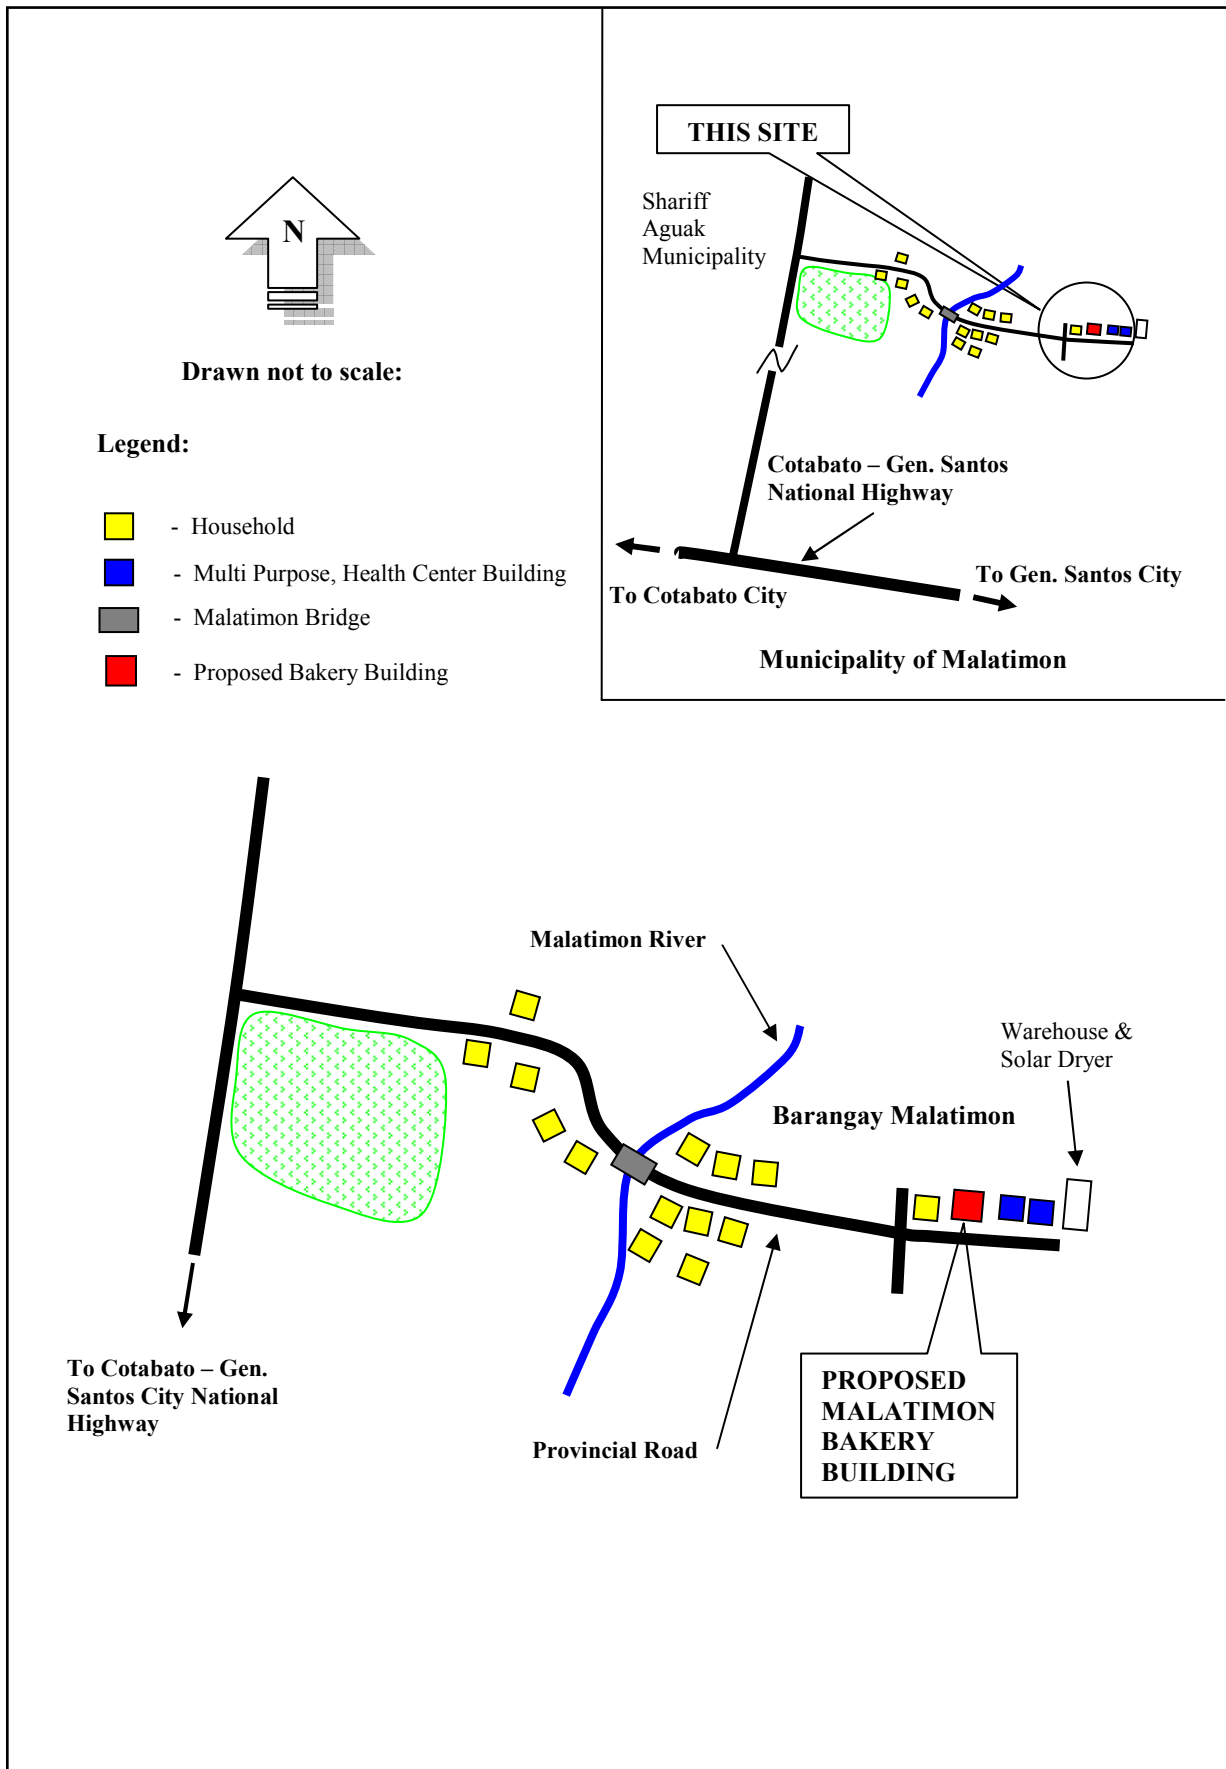 N
Drawn not to scale:
Legend:
- Household
- Multi Purpose, Health Center Building
- Malatimon Bridge
- Proposed Bakery Building
THIS SITE
Shariff
Aguak
Municipality
Cotabato – Gen. Santos
National Highway
To Cotabato City
To Gen. Santos City
Municipality of Malatimon
Malatimon River
Warehouse &
Solar Dryer
Barangay Malatimon
To Cotabato – Gen.
Santos City National
Highway
Provincial Road
PROPOSED
MALATIMON
BAKERY
BUILDING